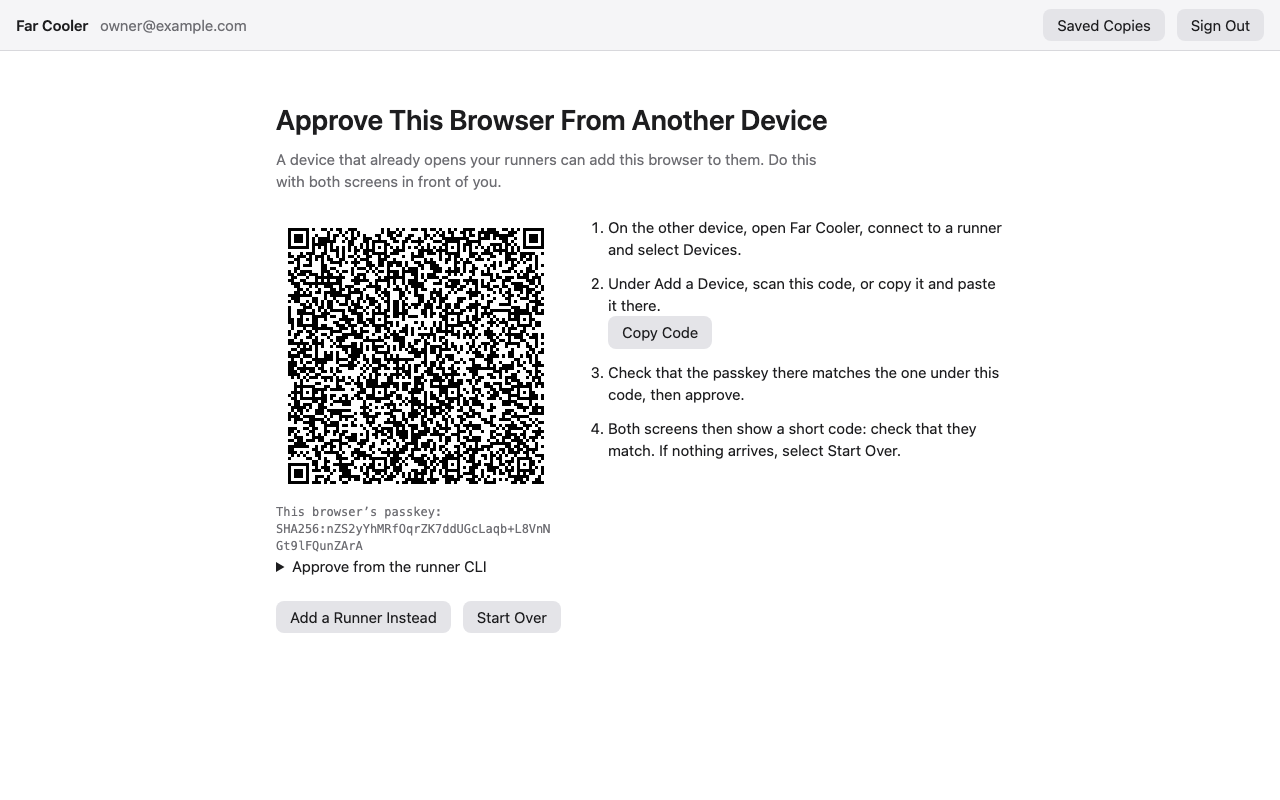 Far Cooler owner@example.com Saved Copies Sign Out
Approve This Browser From Another Device
A device that already opens your runners can add this browser to them. Do this
with both screens in front of you.
1. On the other device, open Far Cooler, connect to a runner
and select Devices.
2. Under Add a Device, scan this code, or copy it and paste
it there.
Copy Code
3. Check that the passkey there matches the one under this
code, then approve.
4. Both screens then show a short code: check that they
match. If nothing arrives, select Start Over.
This browser’s passkey:
SHA256:nZS2yYhMRfOqrZK7ddUGcLaqb+L8VnN
Gt9lFQunZArA
Approve from the runner CLI
Add a Runner Instead Start Over